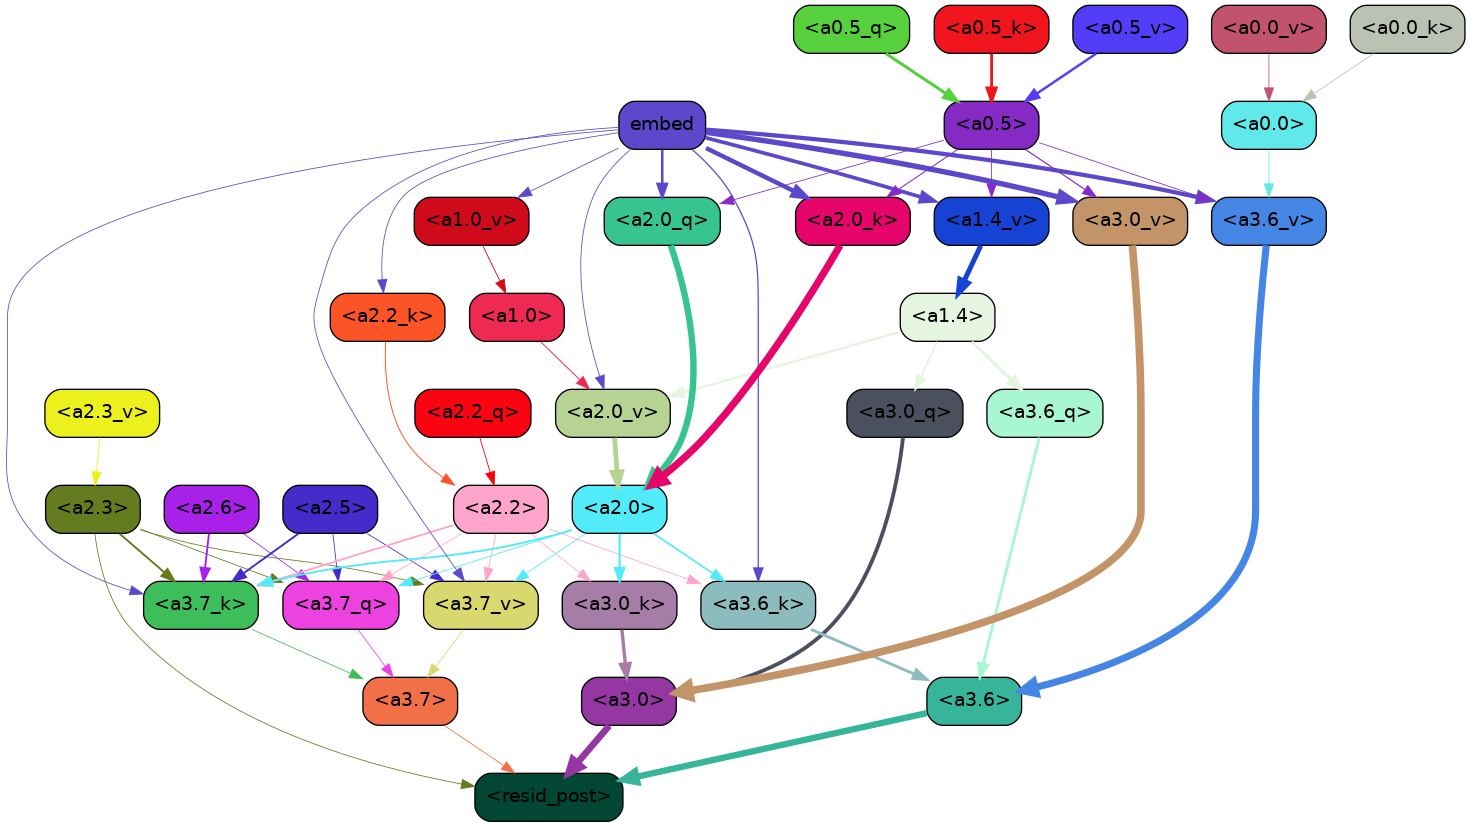 <a0.5_q> <a0.5_k> <a0.5_v> <a0.0_v> <a0.0_k>
embed <a0.5> <a0.0>
<a1.0_v> <a2.0_q> <a2.0_k> <a1.4_v> <a3.0_v> <a3.6_v>
<a2.2_k> <a1.0> <a1.4>
<a2.3_v> <a2.2_q> <a2.0_v> <a3.0_q> <a3.6_q>
<a2.3> <a2.6> <a2.5> <a2.2> <a2.0>
<a3.7_k> <a3.7_q> <a3.7_v> <a3.0_k> <a3.6_k>
<a3.7> <a3.0> <a3.6>
<resid_post>